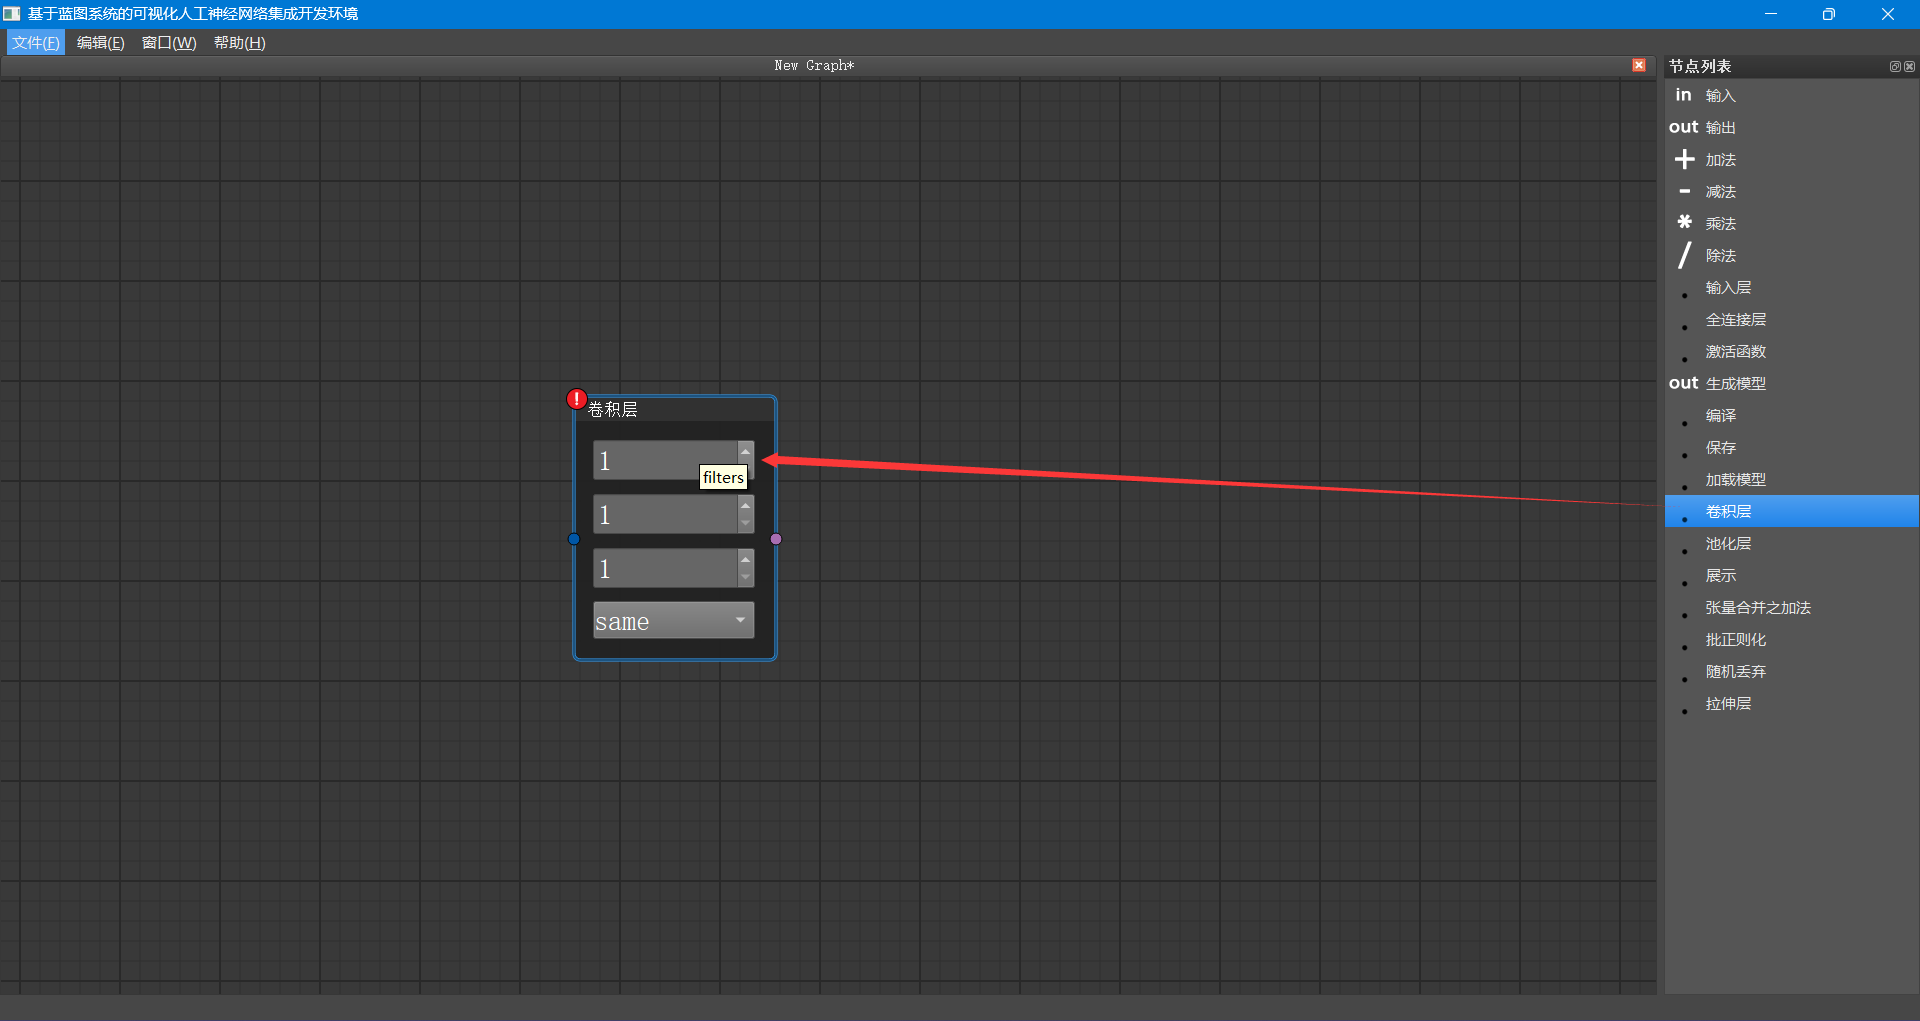 基于蓝图系统的可视化人工神经网络集成开发环境
文件(F) 编辑(E) 窗口(W) 帮助(H)
New Graph*
节点列表
in 输入
out 输出
+ 加法
- 减法
* 乘法
/ 除法
输入层
全连接层
激活函数
out 生成模型
编译
保存
加载模型
卷积层
池化层
展示
张量合并之加法
批正则化
随机丢弃
拉伸层
! 卷积层
1
filters
1
1
same